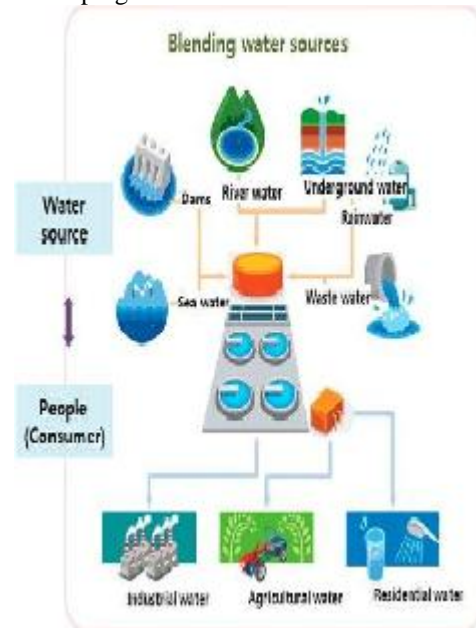 Blending water sources
Dams
River water
Underground water
Rainwater
Water
source
Sea water
Waste water
People
(Consumer)
Industrial water
Agricultural water
Residential water